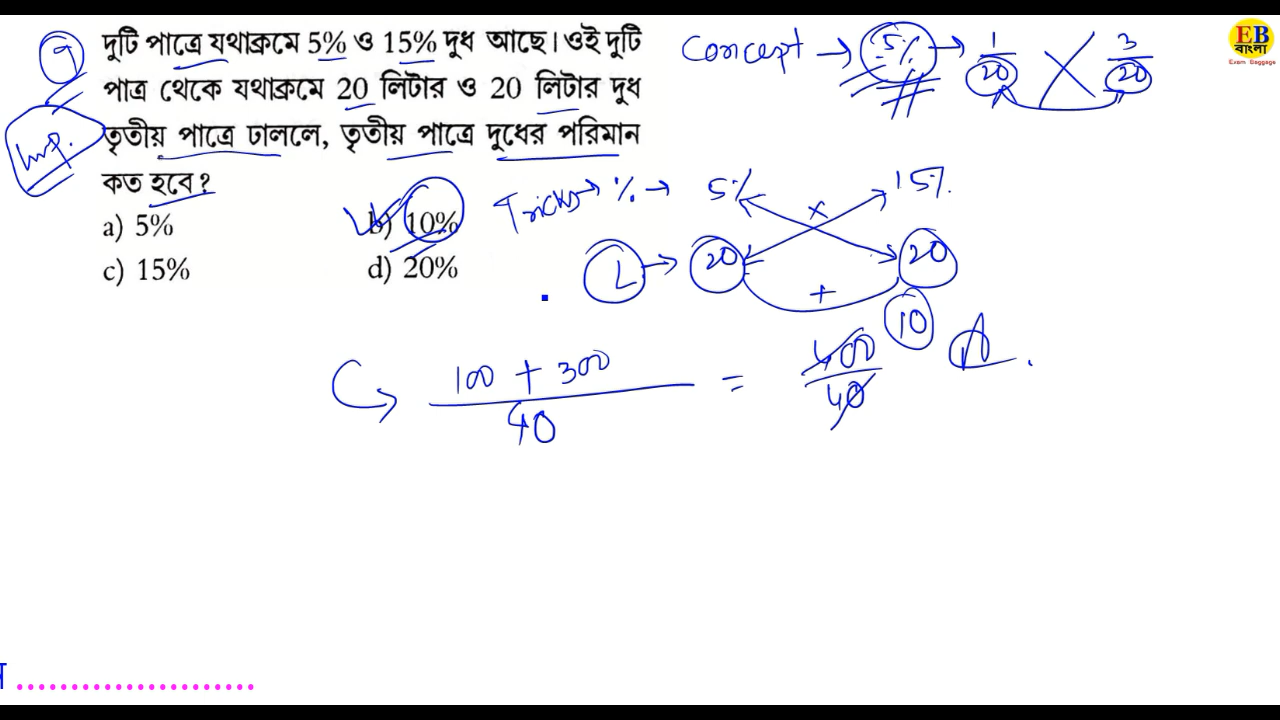 9
দুটি পাত্রে যথাক্রমে 5% ও 15% দুধ আছে। ওই দুটি
পাত্র থেকে যথাক্রমে 20 লিটার ও 20 লিটার দুধ
তৃতীয় পাত্রে ঢাললে, তৃতীয় পাত্রে দুধের পরিমান
কত হবে?
a) 5% b) 10%
c) 15% d) 20%
Imp.
Concept → 5% → 1/20 3/20
Tricks → % → 5% × 15%
L → 20 + 20
100 + 300 / 40 = 400 / 40 10 A.
EB
বাংলা
Exam Baggage